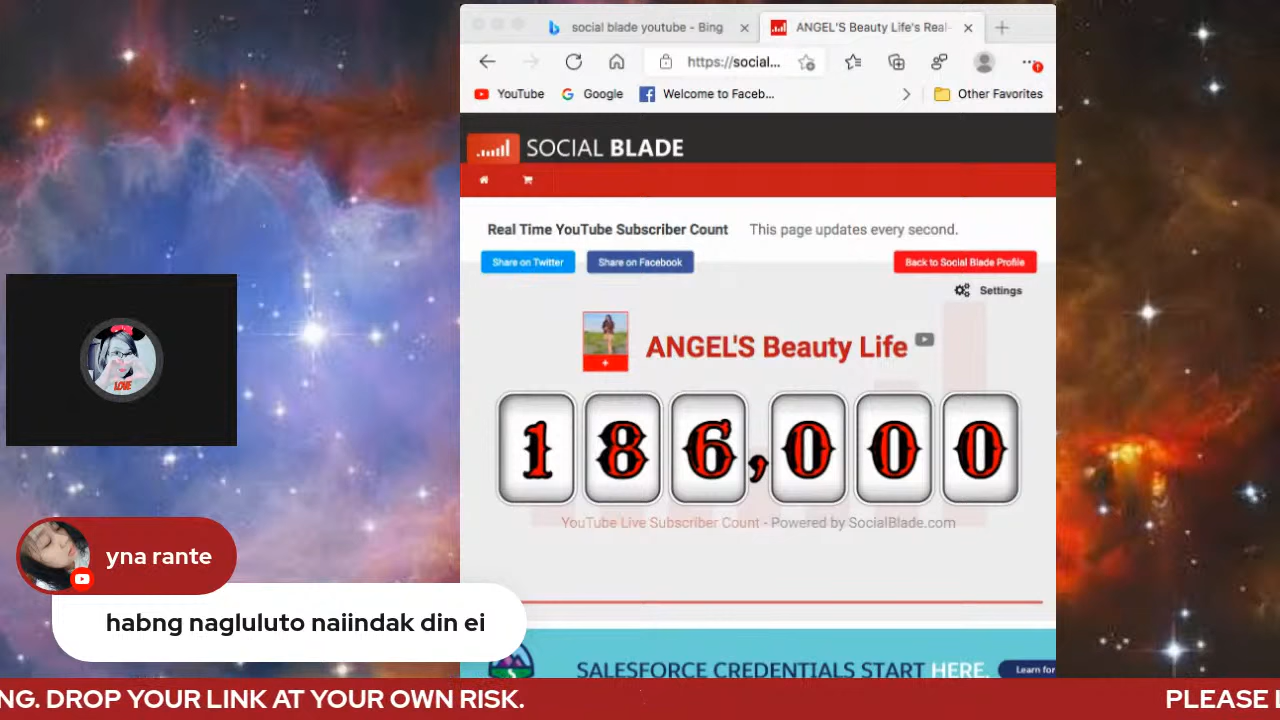 social blade youtube - Bing
ANGEL'S Beauty Life's Real-
https://social...
YouTube
Google
Welcome to Faceb...
Other Favorites
SOCIAL BLADE
Real Time YouTube Subscriber Count
This page updates every second.
Share on Twitter
Share on Facebook
Back to Social Blade Profile
Settings
ANGEL'S Beauty Life
186,000
YouTube Live Subscriber Count - Powered by SocialBlade.com
LOVE
yna rante
habng nagluluto naiindak din ei
SALESFORCE CREDENTIALS START HERE.
Learn for
NG. DROP YOUR LINK AT YOUR OWN RISK.
PLEASE